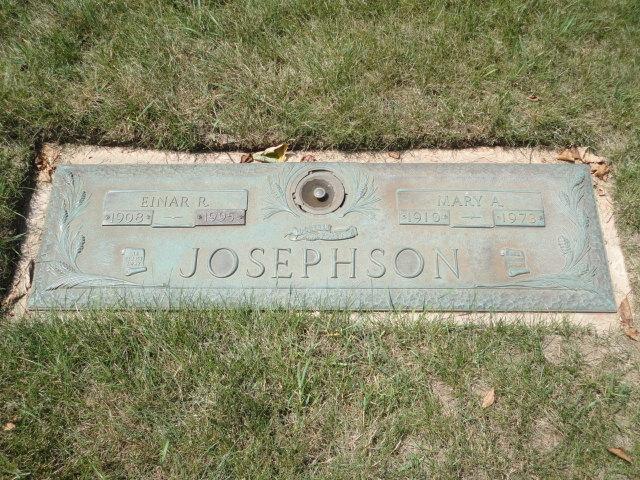 EINAR R.
1908 — 1995
MARY A.
1910 — 1973
JOSEPHSON